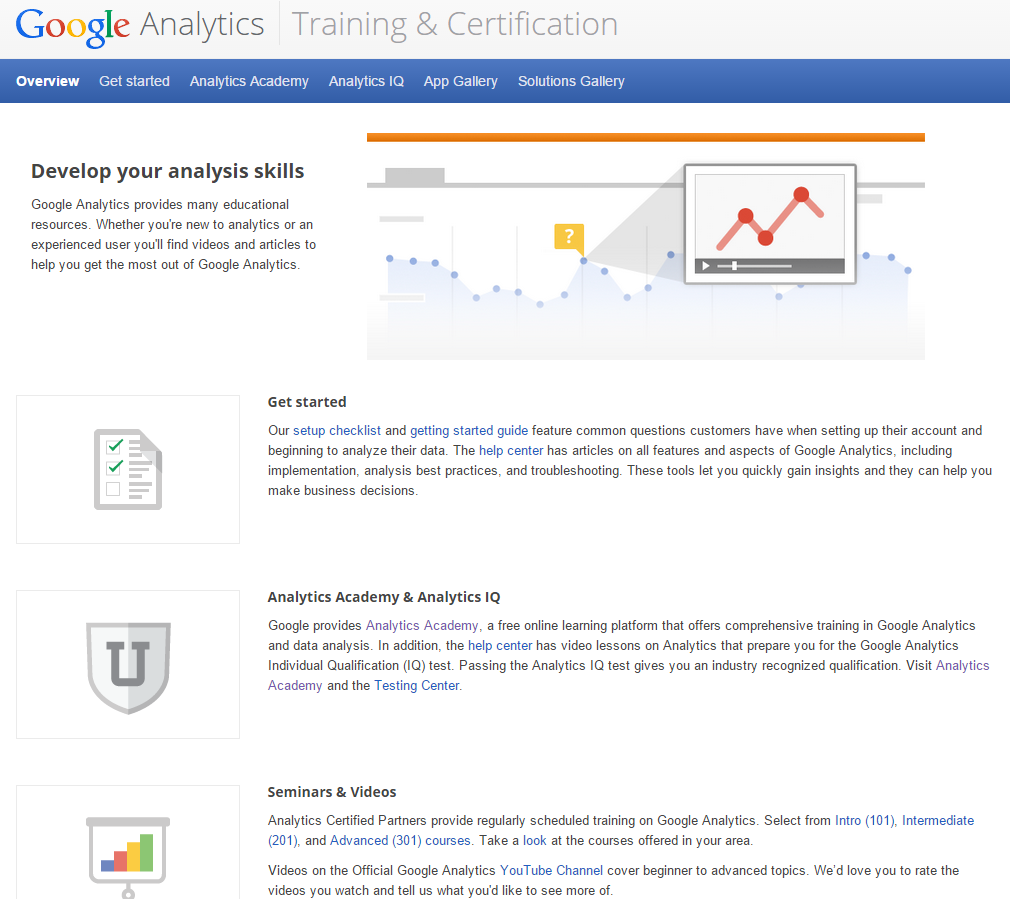 Google Analytics Training & Certification
Overview Get started Analytics Academy Analytics IQ App Gallery Solutions Gallery
Develop your analysis skills
Google Analytics provides many educational
resources. Whether you're new to analytics or an
experienced user you'll find videos and articles to
help you get the most out of Google Analytics.
?
Get started
Our setup checklist and getting started guide feature common questions customers have when setting up their account and
beginning to analyze their data. The help center has articles on all features and aspects of Google Analytics, including
implementation, analysis best practices, and troubleshooting. These tools let you quickly gain insights and they can help you
make business decisions.
U
Analytics Academy & Analytics IQ
Google provides Analytics Academy, a free online learning platform that offers comprehensive training in Google Analytics
and data analysis. In addition, the help center has video lessons on Analytics that prepare you for the Google Analytics
Individual Qualification (IQ) test. Passing the Analytics IQ test gives you an industry recognized qualification. Visit Analytics
Academy and the Testing Center.
Seminars & Videos
Analytics Certified Partners provide regularly scheduled training on Google Analytics. Select from Intro (101), Intermediate
(201), and Advanced (301) courses. Take a look at the courses offered in your area.
Videos on the Official Google Analytics YouTube Channel cover beginner to advanced topics. We'd love you to rate the
videos you watch and tell us what you'd like to see more of.